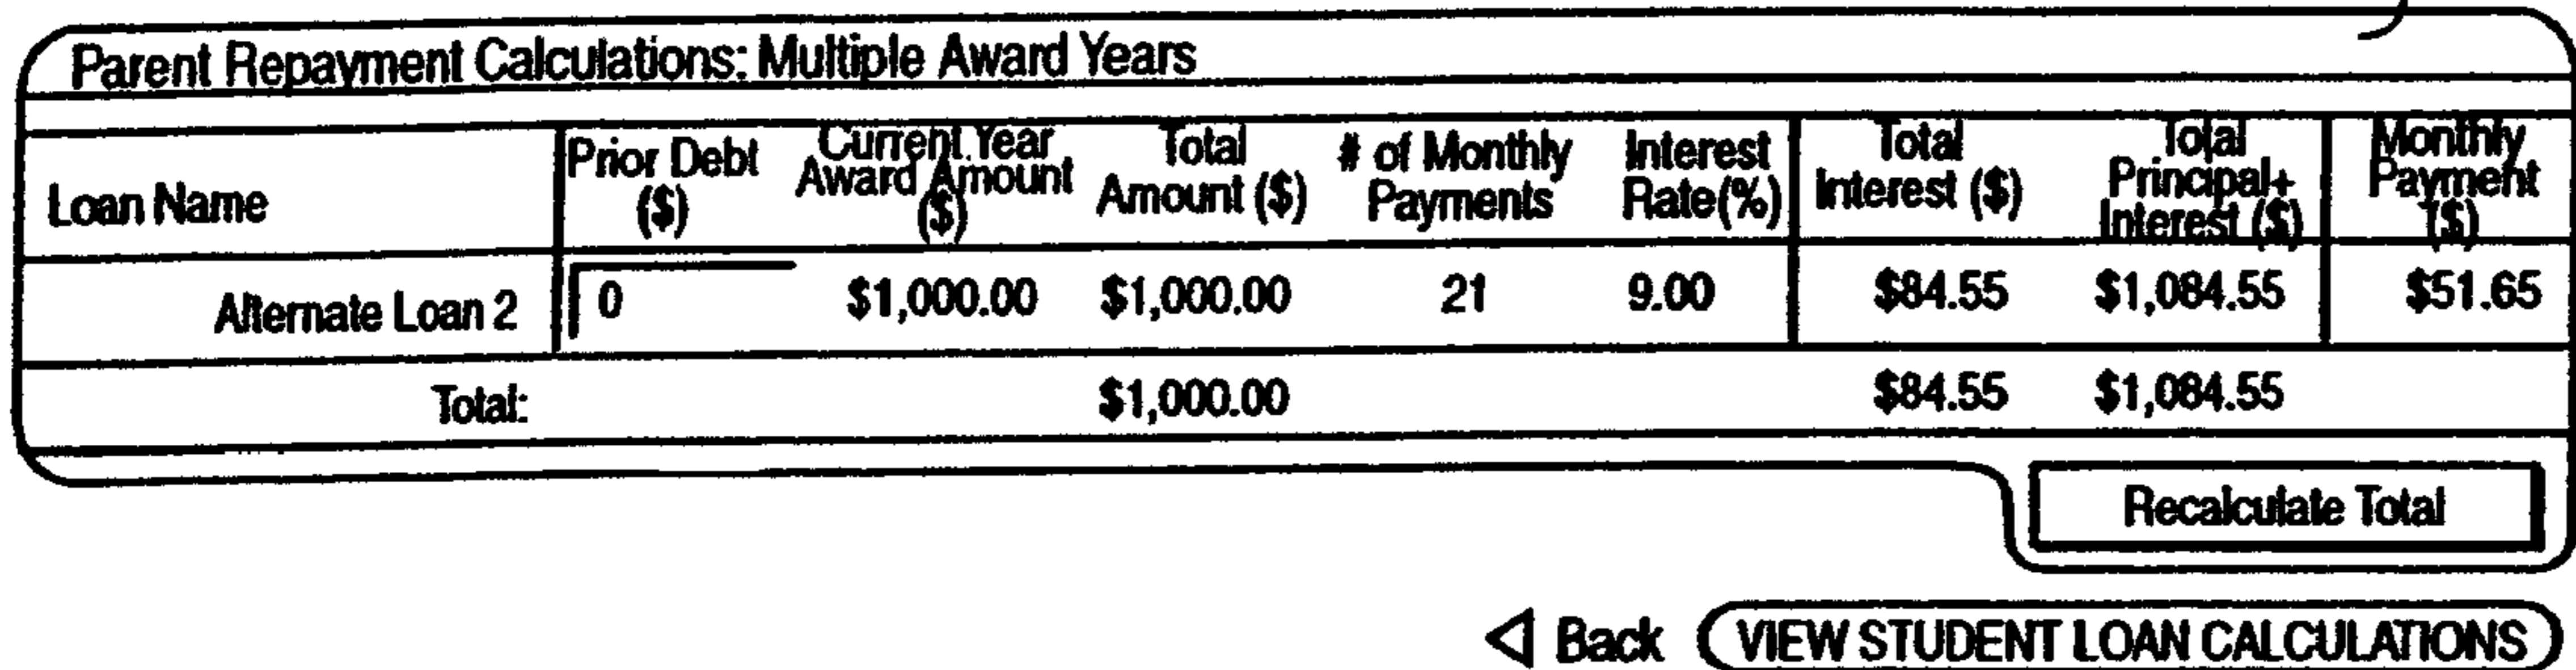 Parent Repayment Calculations: Multiple Award Years
Loan Name Prior Debt ($) Current Year Award Amount ($) Total Amount ($) # of Monthly Payments Interest Rate(%) Total Interest ($) Total Principal+ Interest ($) Monthly Payment ($)
Alternate Loan 2 0 $1,000.00 $1,000.00 21 9.00 $84.55 $1,084.55 $51.65
Total: $1,000.00 $84.55 $1,084.55
Recalculate Total
◁ Back VIEW STUDENT LOAN CALCULATIONS